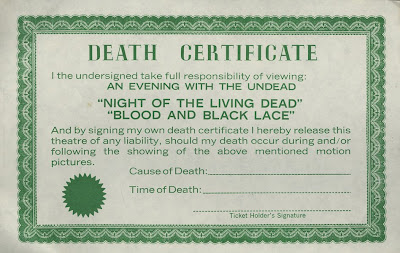 DEATH CERTIFICATE
I the undersigned take full responsibility of viewing:
AN EVENING WITH THE UNDEAD
"NIGHT OF THE LIVING DEAD"
"BLOOD AND BLACK LACE"
And by signing my own death certificate I hereby release this
theatre of any liability, should my death occur during and/or
following the showing of the above mentioned motion
pictures.
Cause of Death:
Time of Death:
Ticket Holder's Signature